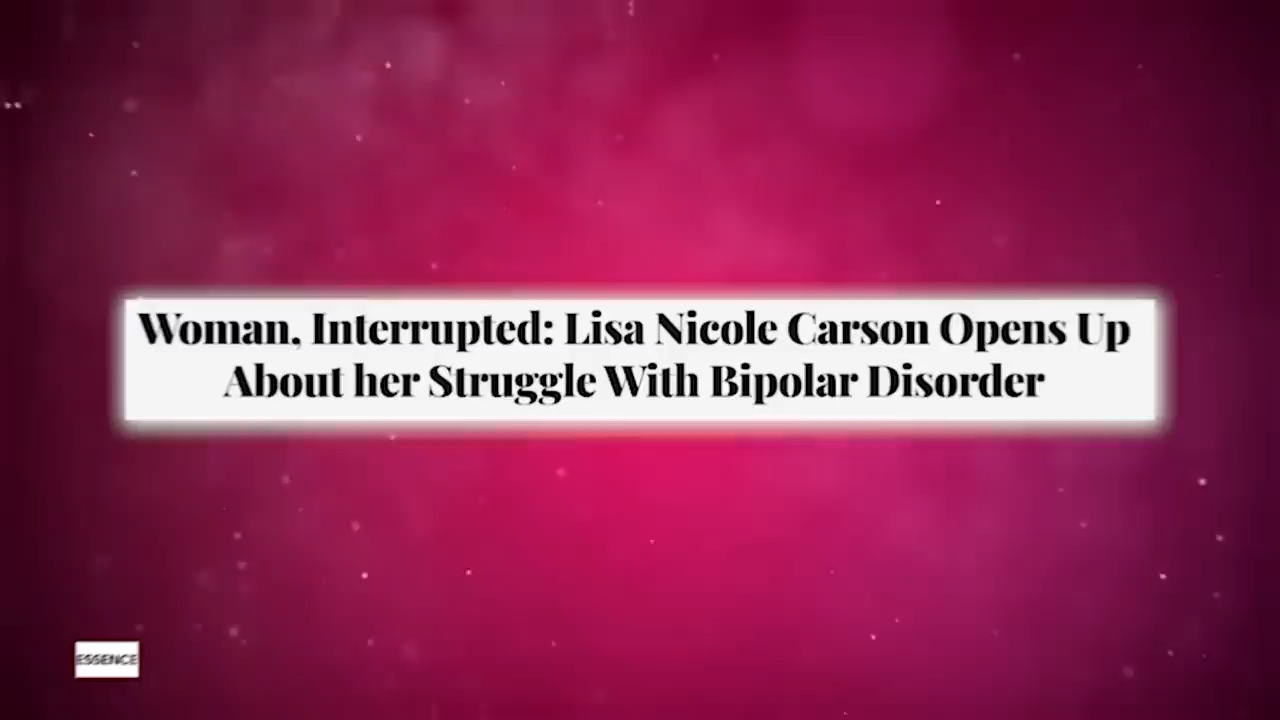 Woman, Interrupted: Lisa Nicole Carson Opens Up
About her Struggle With Bipolar Disorder
ESSENCE